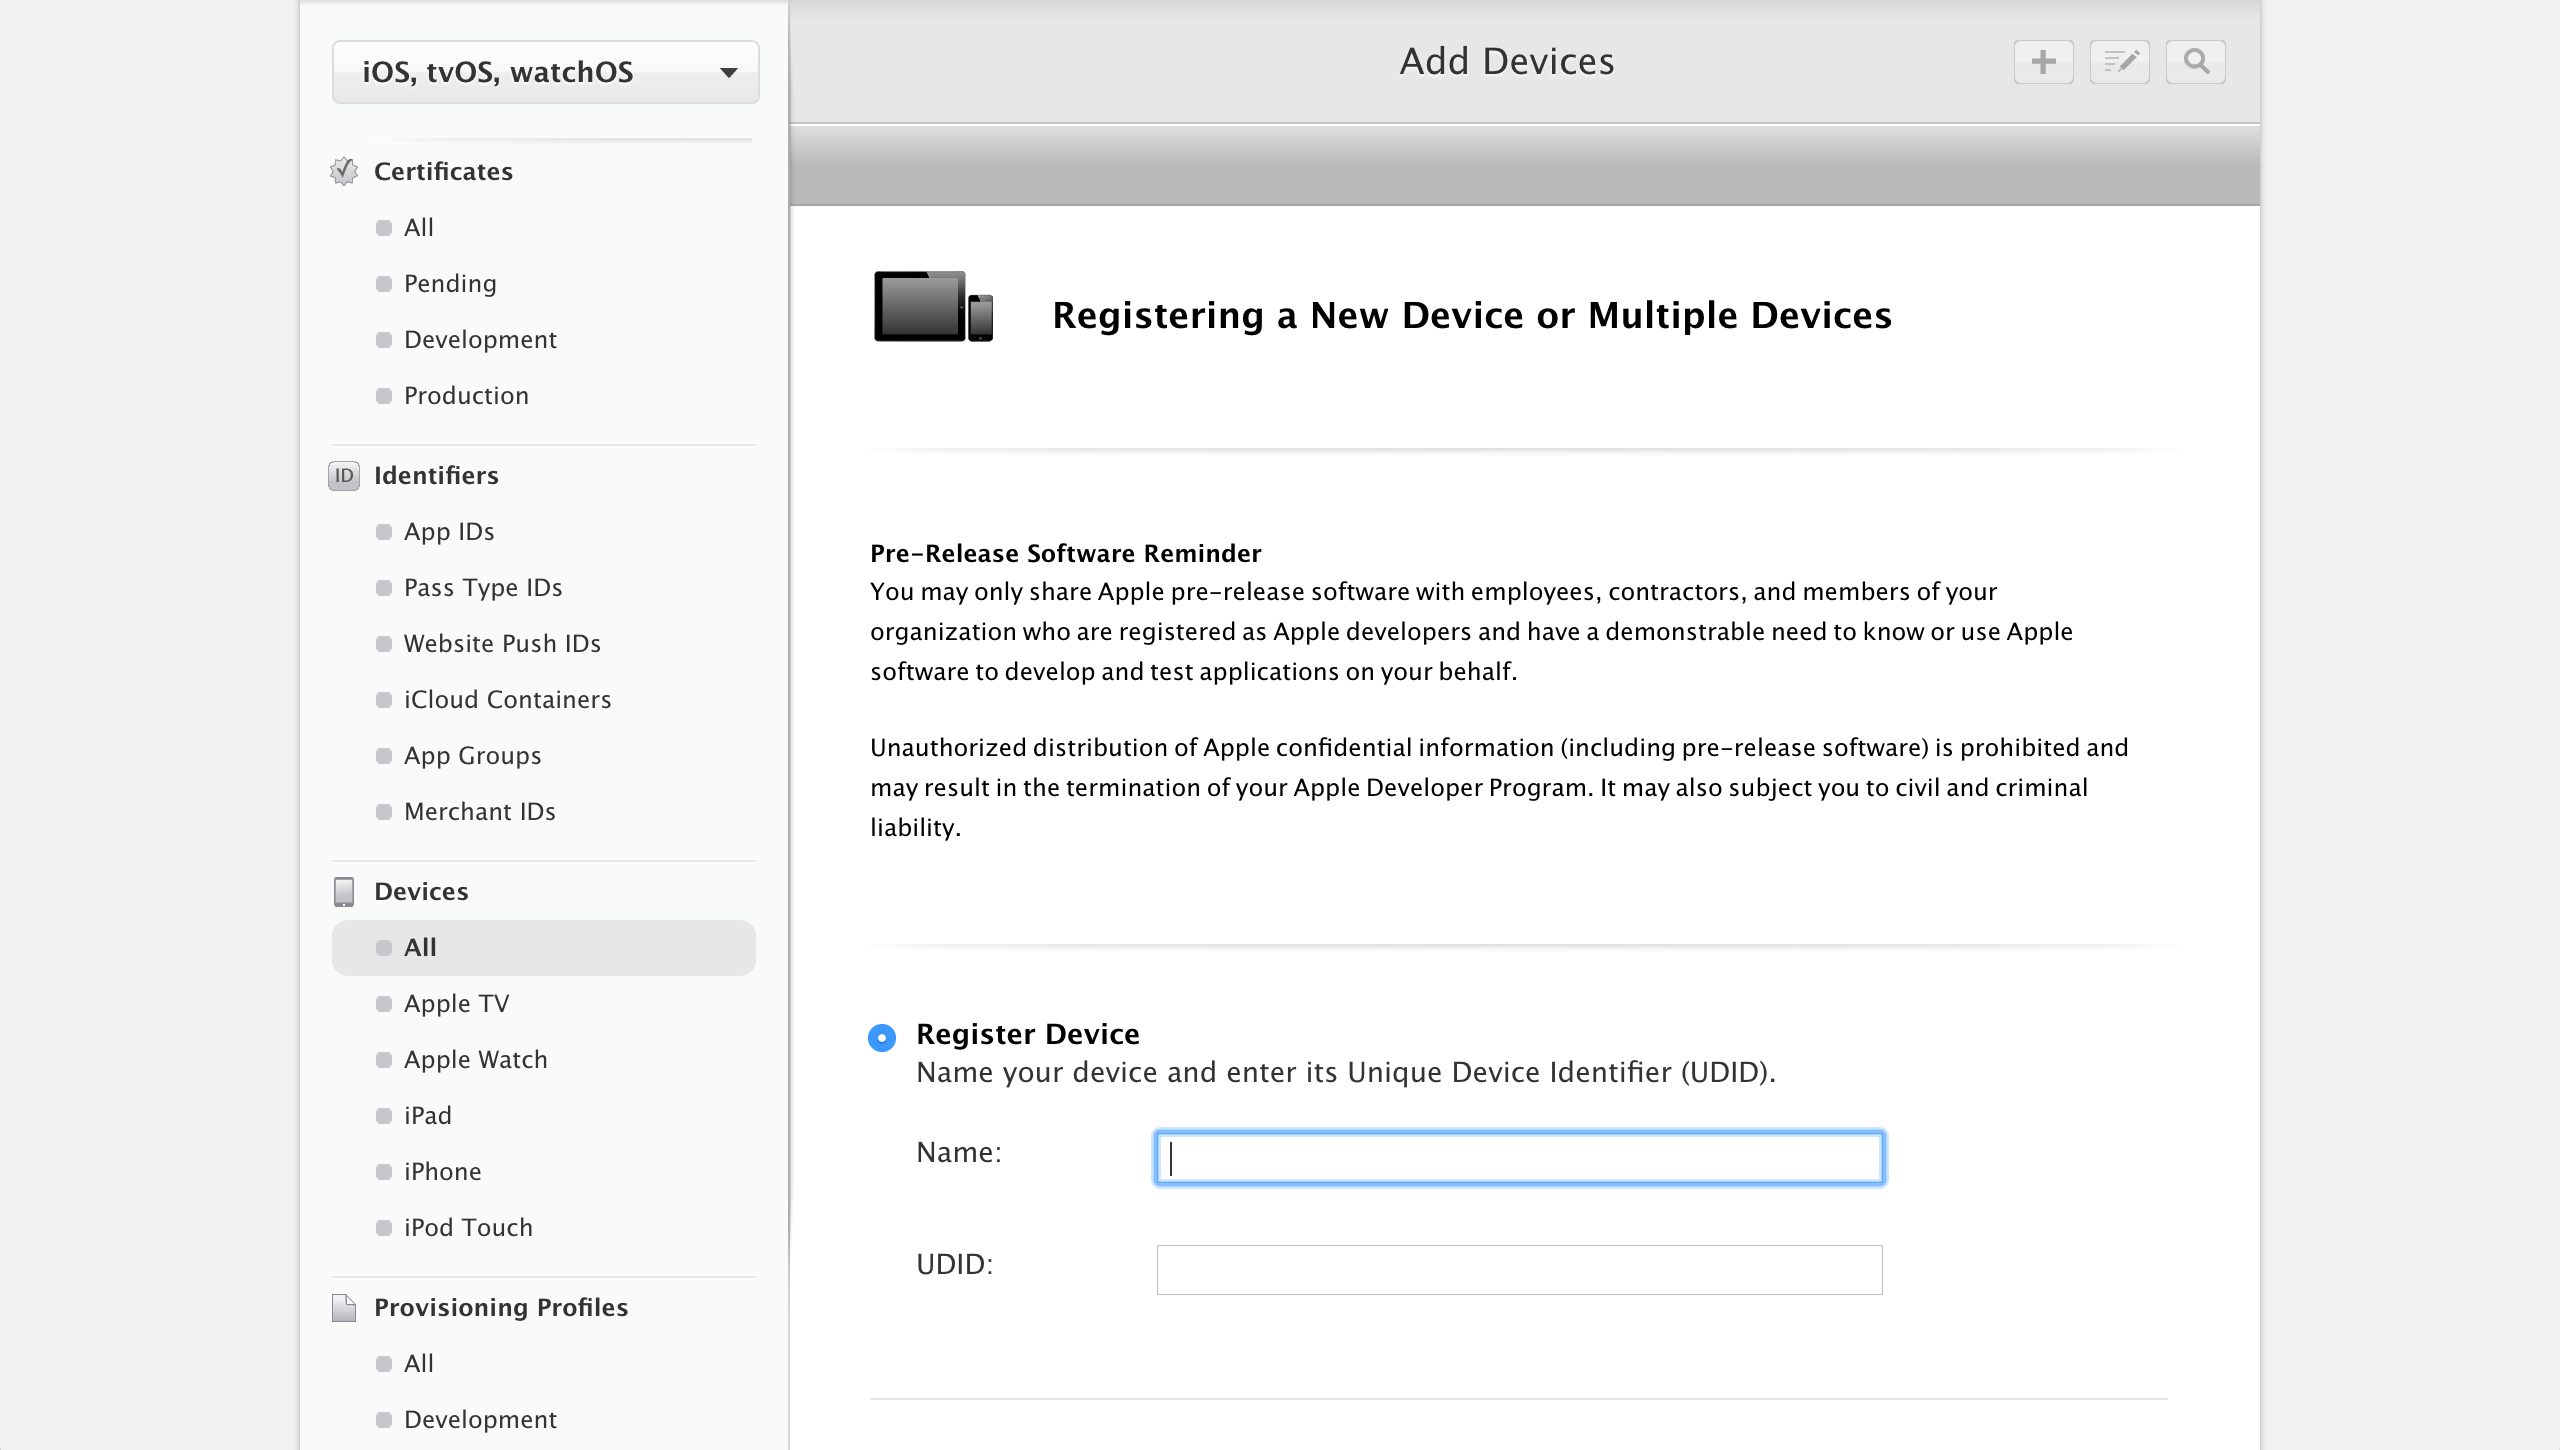 iOS, tvOS, watchOS
Certificates
All
Pending
Development
Production
ID
Identifiers
App IDs
Pass Type IDs
Website Push IDs
iCloud Containers
App Groups
Merchant IDs
Devices
All
Apple TV
Apple Watch
iPad
iPhone
iPod Touch
Provisioning Profiles
All
Development
Add Devices
Registering a New Device or Multiple Devices
Pre-Release Software Reminder
You may only share Apple pre-release software with employees, contractors, and members of your
organization who are registered as Apple developers and have a demonstrable need to know or use Apple
software to develop and test applications on your behalf.
Unauthorized distribution of Apple confidential information (including pre-release software) is prohibited and
may result in the termination of your Apple Developer Program. It may also subject you to civil and criminal
liability.
Register Device
Name your device and enter its Unique Device Identifier (UDID).
Name:
UDID: